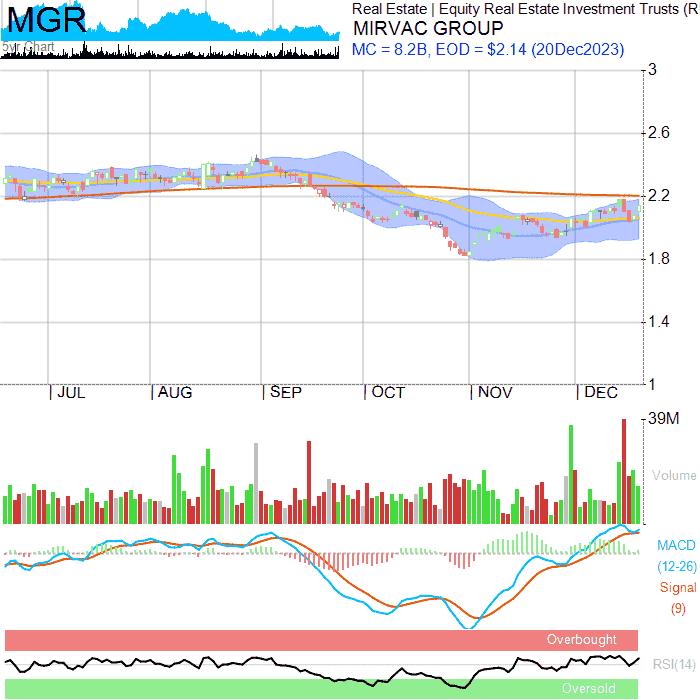 MGR
5yr Chart
Real Estate | Equity Real Estate Investment Trusts (R
MIRVAC GROUP
MC = 8.2B, EOD = $2.14 (20Dec2023)
3
2.6
2.2
1.8
1.4
1
JUL AUG SEP OCT NOV DEC
39M
Volume
MACD
(12-26)
Signal
(9)
Overbought
RSI(14)
Oversold